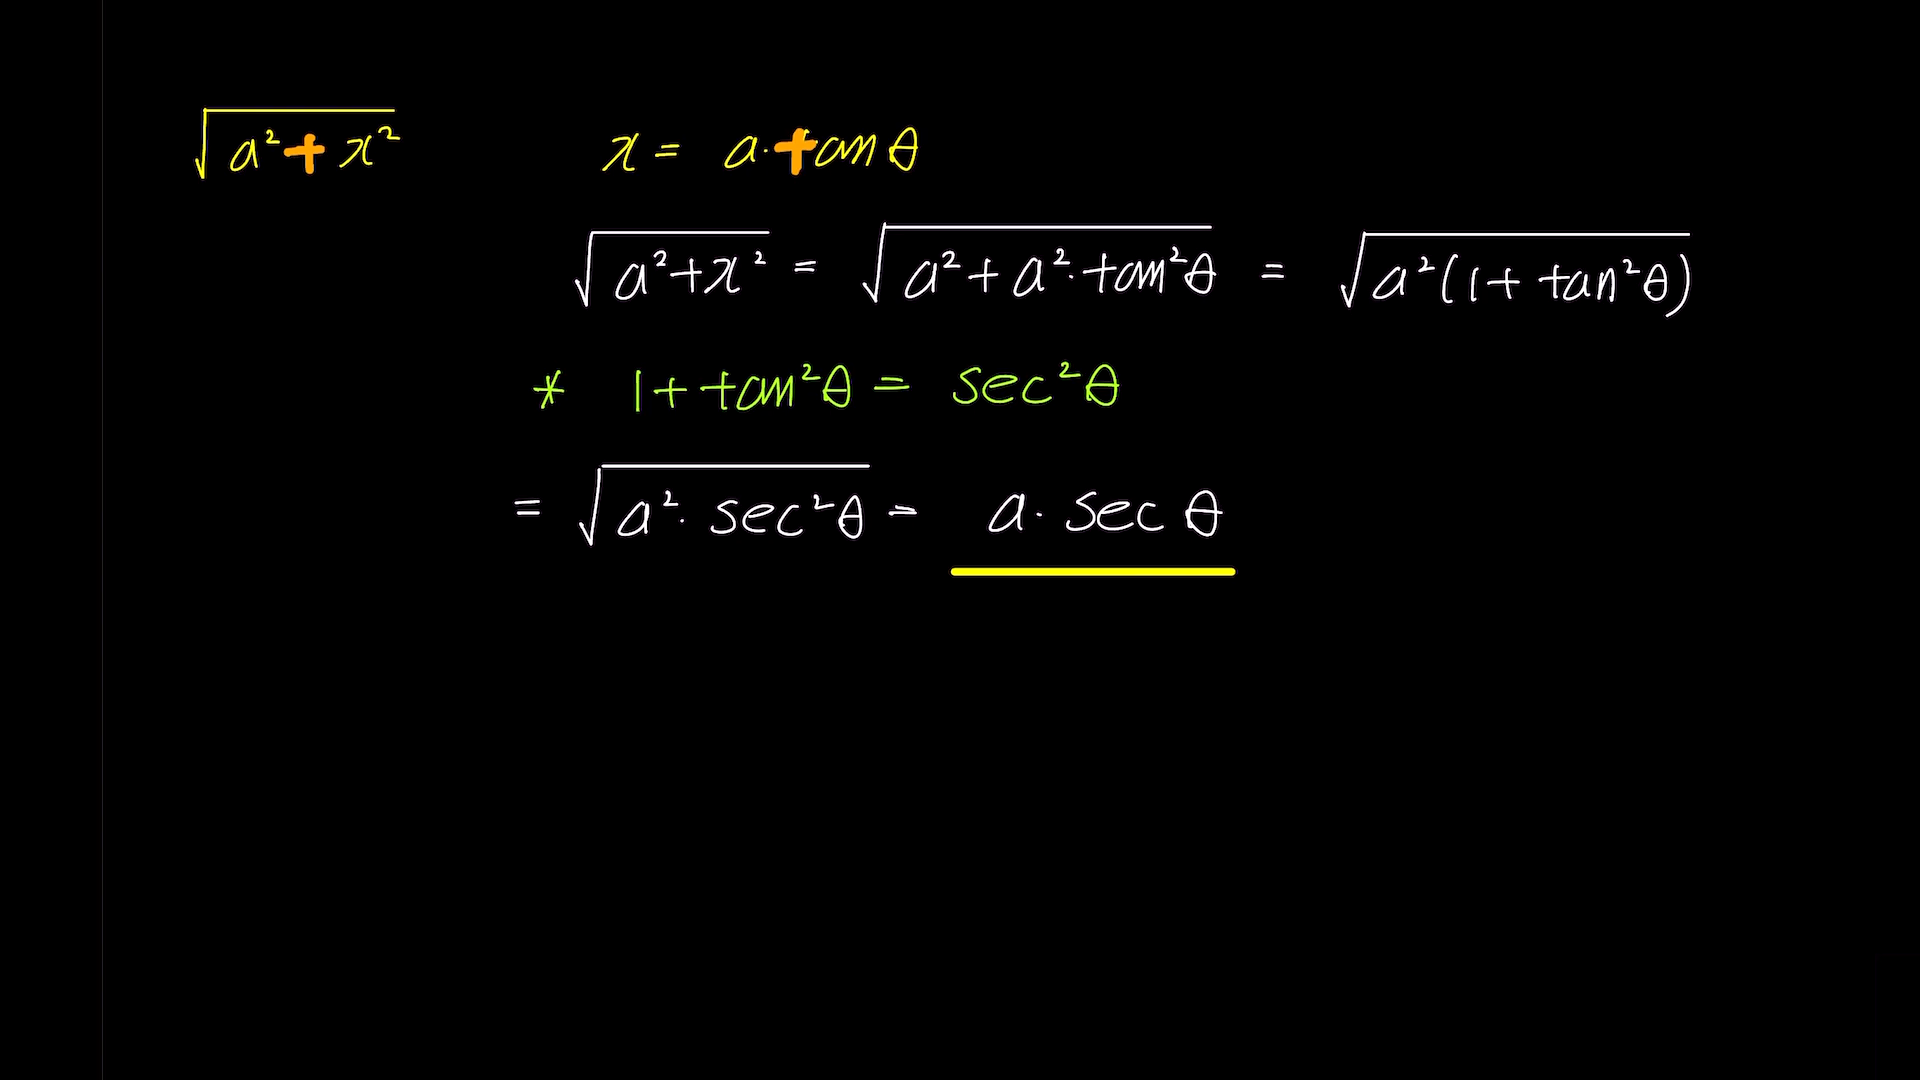 √(a² + x²) x = a · tan θ
√(a² + x²) = √(a² + a² · tan²θ) = √(a²(1 + tan²θ))
* 1 + tan²θ = sec²θ
= √(a² · sec²θ) = a · sec θ